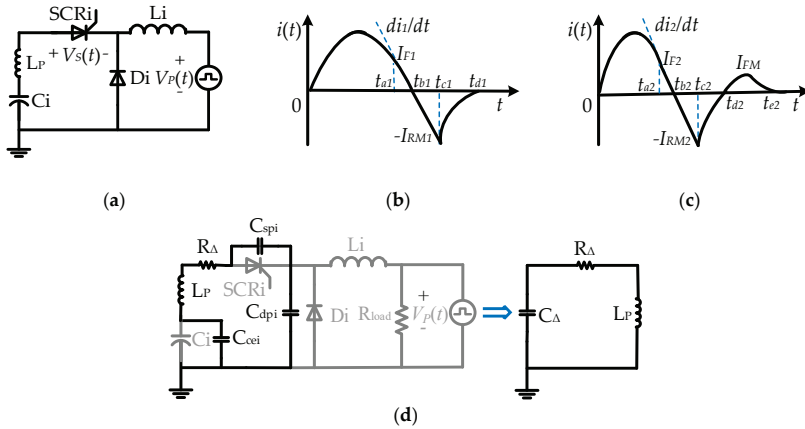 SCRi
Li
+ VS(t) -
LP
Ci
Di
+
VP(t)
-
(a)
i(t)
di1/dt
IF1
ta1
tb1
tc1
td1
0
t
-IRM1
(b)
i(t)
di2/dt
IF2
IFM
ta2
tb2
tc2
0
td2
te2
t
-IRM2
(c)
Cspi
RΔ
SCRi
Li
LP
Cdpi
Di
Rload
+
VP(t)
-
Ci
Ccei
RΔ
CΔ
LP
(d)